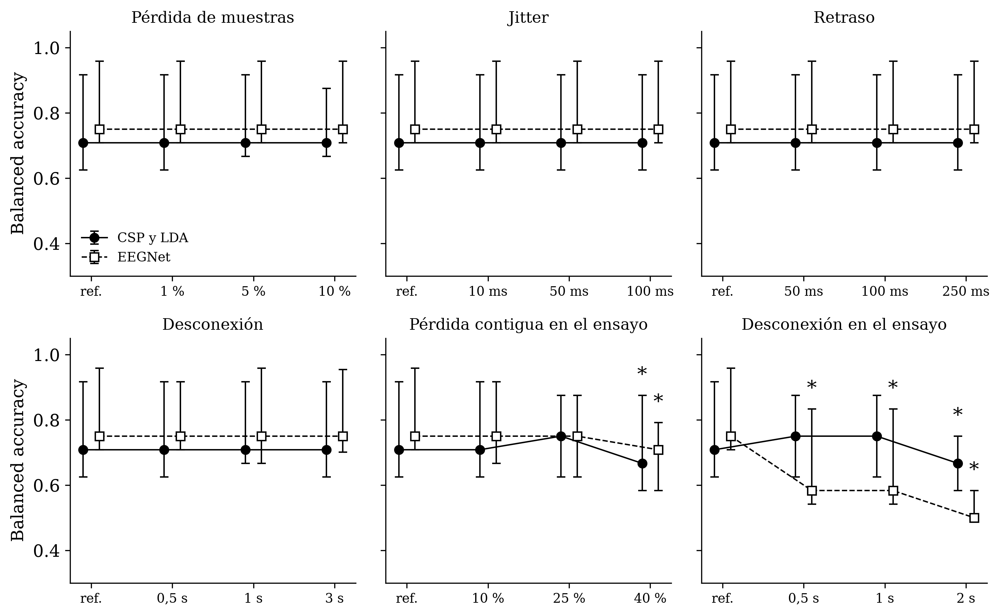 Pérdida de muestras
Jitter
Retraso
Balanced accuracy
1.0
0.8
0.6
0.4
CSP y LDA
EEGNet
ref. 1 % 5 % 10 %
ref. 10 ms 50 ms 100 ms
ref. 50 ms 100 ms 250 ms
Desconexión
Pérdida contigua en el ensayo
Desconexión en el ensayo
Balanced accuracy
1.0
0.8
0.6
0.4
* *
* * * *
ref. 0,5 s 1 s 3 s
ref. 10 % 25 % 40 %
ref. 0,5 s 1 s 2 s